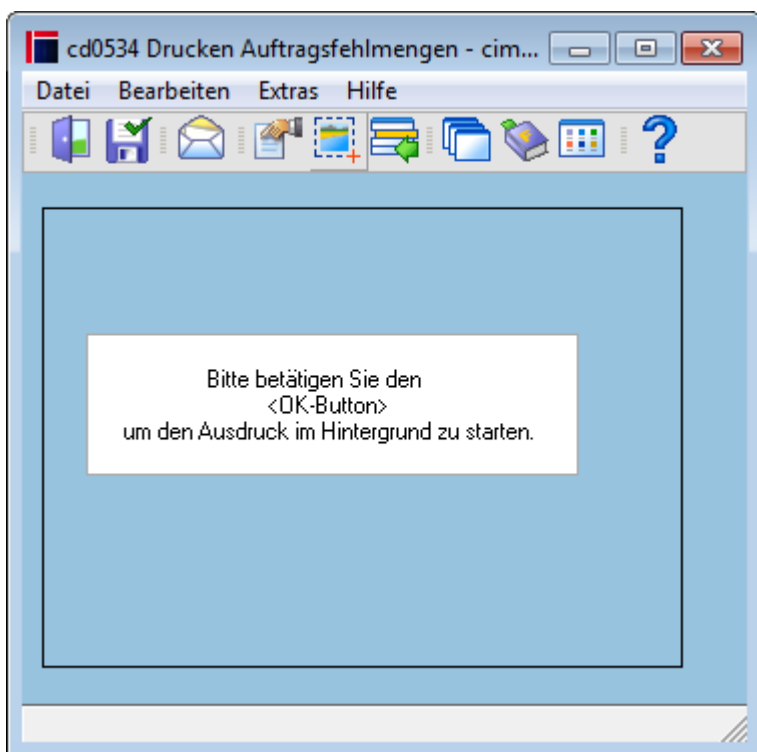 cd0534 Drucken Auftragsfehlmengen - cim...
Datei Bearbeiten Extras Hilfe
Bitte betätigen Sie den
<OK-Button>
um den Ausdruck im Hintergrund zu starten.